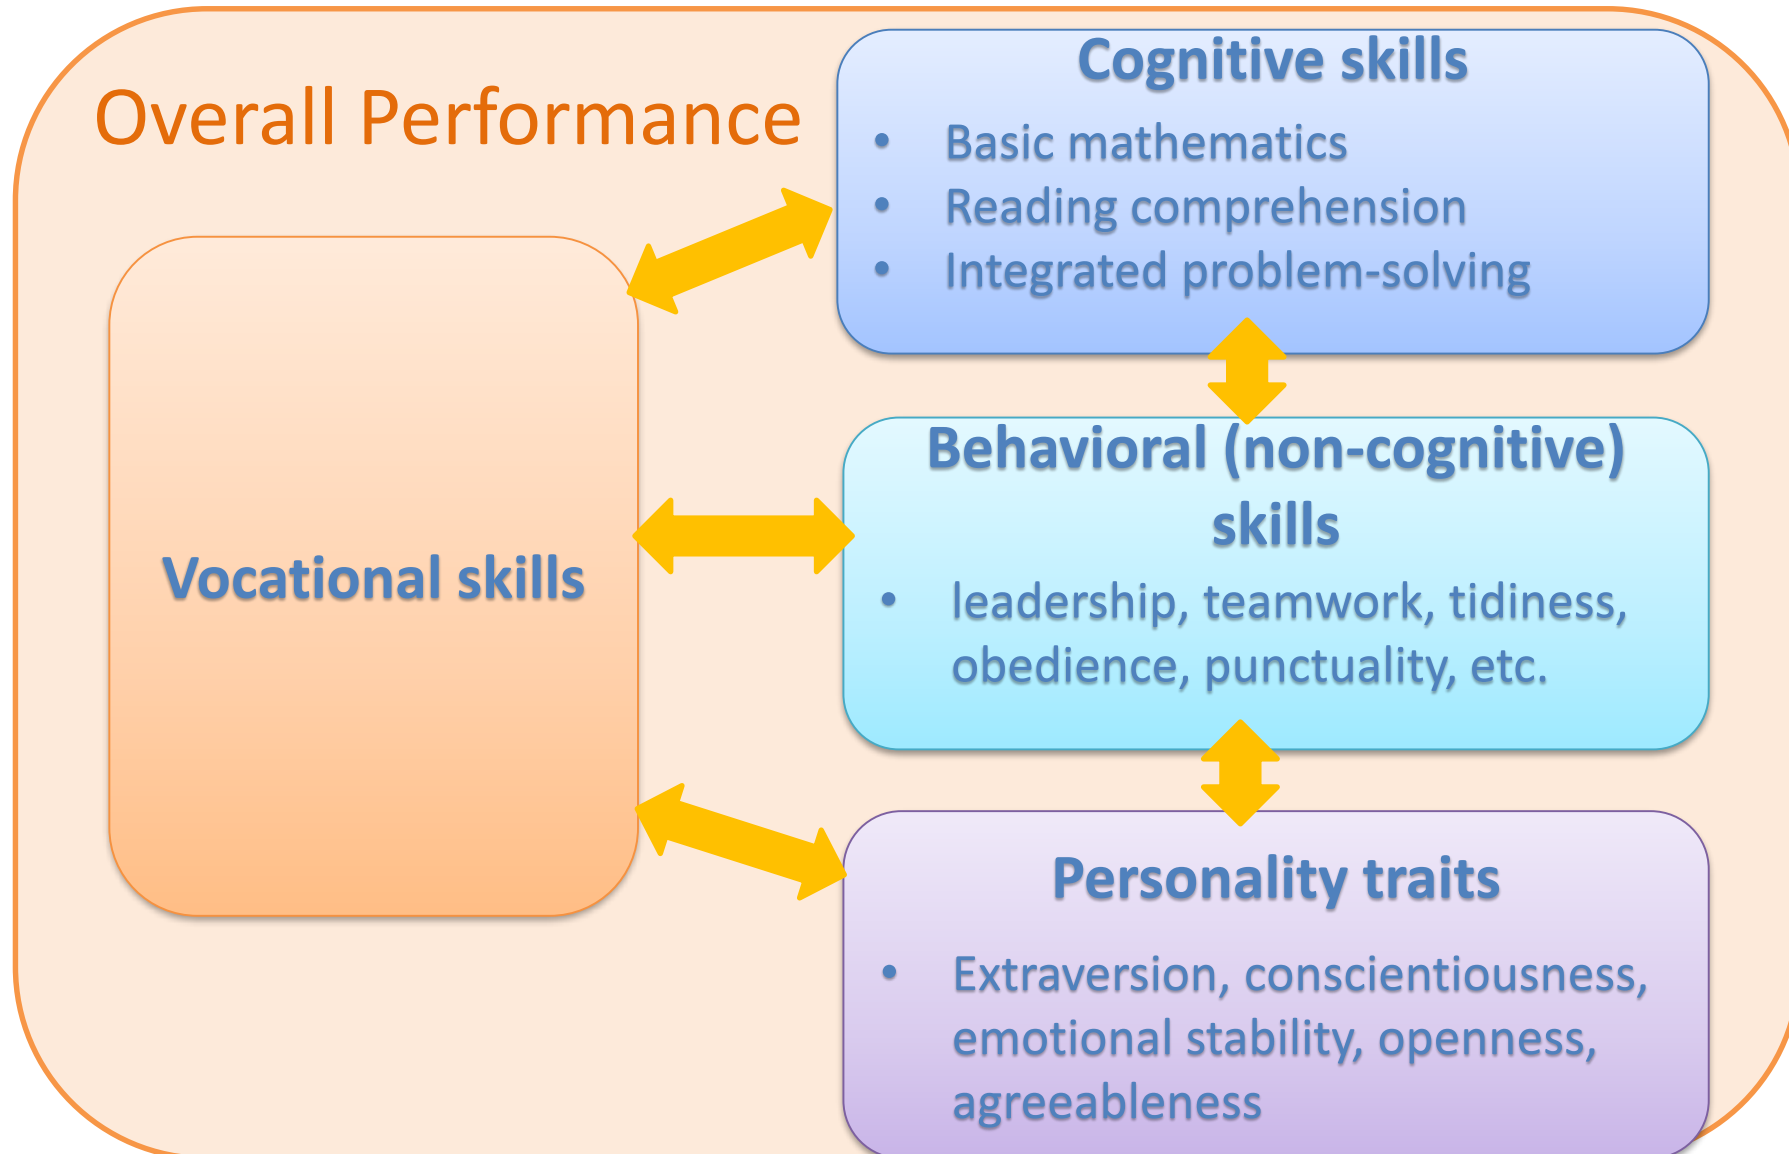 Overall Performance
Cognitive skills
• Basic mathematics
• Reading comprehension
• Integrated problem-solving
Vocational skills
Behavioral (non-cognitive)
skills
• leadership, teamwork, tidiness,
obedience, punctuality, etc.
Personality traits
• Extraversion, conscientiousness,
emotional stability, openness,
agreeableness